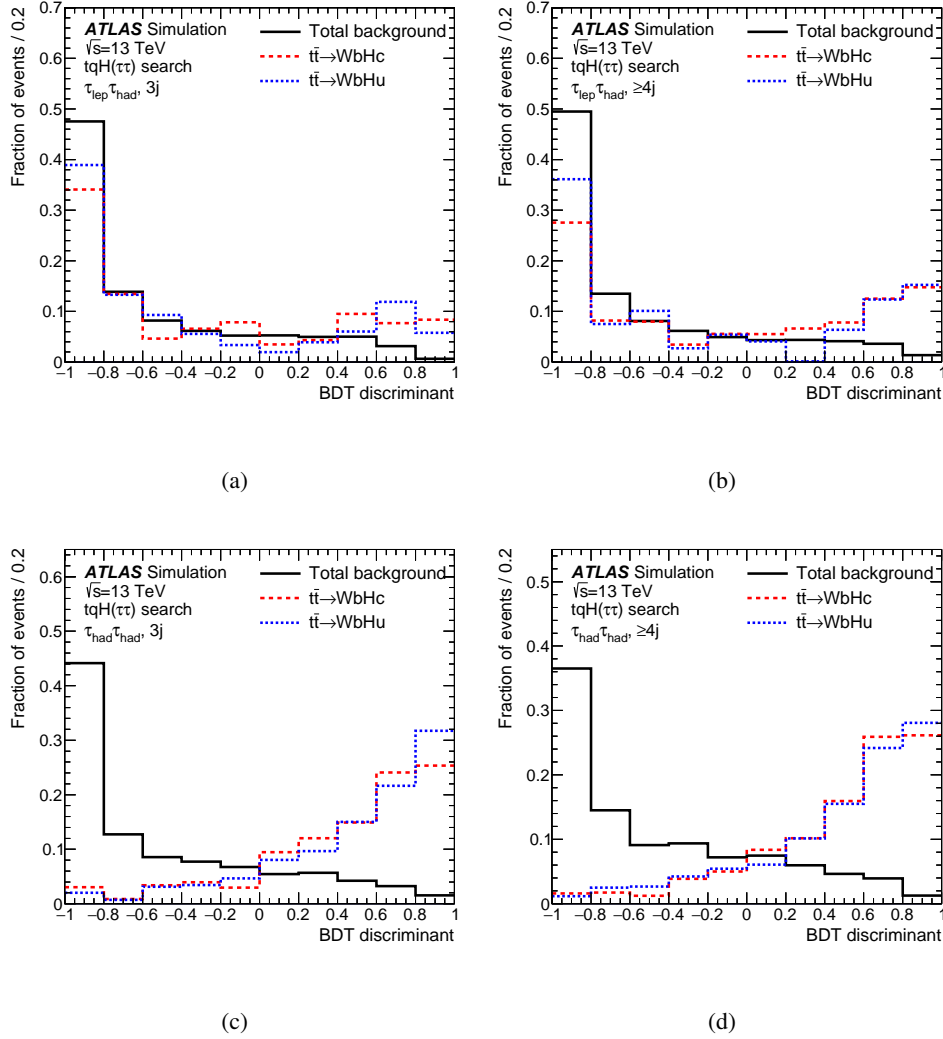 Fraction of events / 0.2
0.7
0.6
0.5
0.4
0.3
0.2
0.1
0
ATLAS Simulation
√s=13 TeV
tqH(ττ) search
τlepτhad, 3j
Total background
tt̄→WbHc
tt̄→WbHu
−1 −0.8 −0.6 −0.4 −0.2 0 0.2 0.4 0.6 0.8 1
BDT discriminant
(a)
Fraction of events / 0.2
0.7
0.6
0.5
0.4
0.3
0.2
0.1
0
ATLAS Simulation
√s=13 TeV
tqH(ττ) search
τlepτhad, ≥4j
Total background
tt̄→WbHc
tt̄→WbHu
−1 −0.8 −0.6 −0.4 −0.2 0 0.2 0.4 0.6 0.8 1
BDT discriminant
(b)
Fraction of events / 0.2
0.6
0.5
0.4
0.3
0.2
0.1
0
ATLAS Simulation
√s=13 TeV
tqH(ττ) search
τhadτhad, 3j
Total background
tt̄→WbHc
tt̄→WbHu
−1 −0.8 −0.6 −0.4 −0.2 0 0.2 0.4 0.6 0.8 1
BDT discriminant
(c)
Fraction of events / 0.2
0.5
0.4
0.3
0.2
0.1
0
ATLAS Simulation
√s=13 TeV
tqH(ττ) search
τhadτhad, ≥4j
Total background
tt̄→WbHc
tt̄→WbHu
−1 −0.8 −0.6 −0.4 −0.2 0 0.2 0.4 0.6 0.8 1
BDT discriminant
(d)